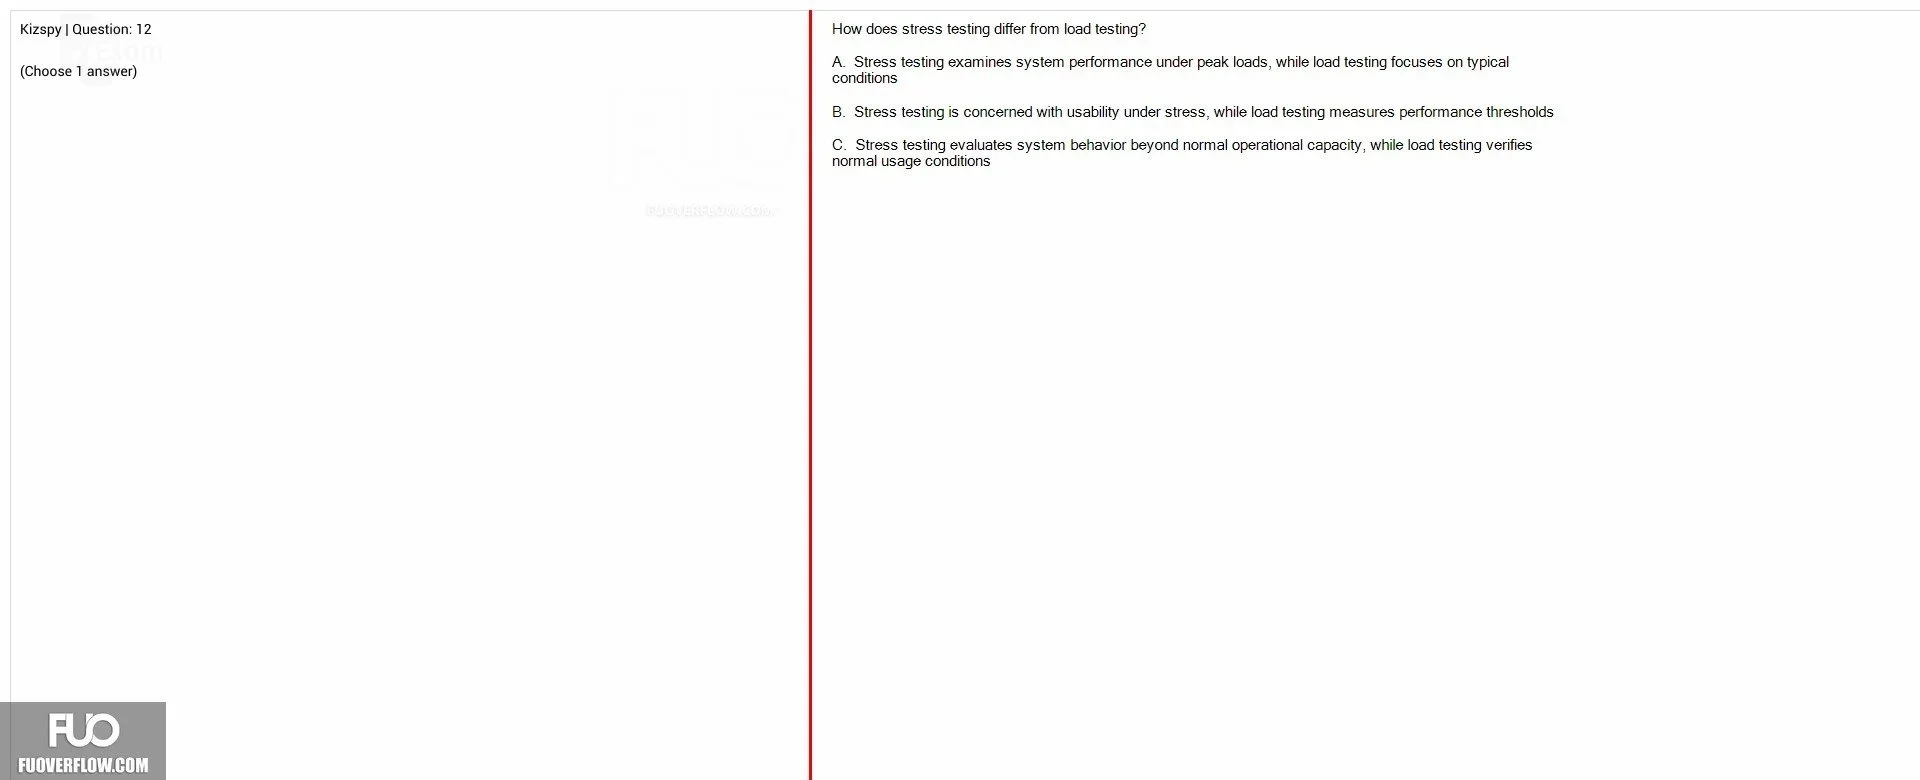 Kizspy | Question: 12
(Choose 1 answer)
How does stress testing differ from load testing?
A. Stress testing examines system performance under peak loads, while load testing focuses on typical
conditions
B. Stress testing is concerned with usability under stress, while load testing measures performance thresholds
C. Stress testing evaluates system behavior beyond normal operational capacity, while load testing verifies
normal usage conditions
FUOVERFLOW.COM
FUO
FUOVERFLOW.COM